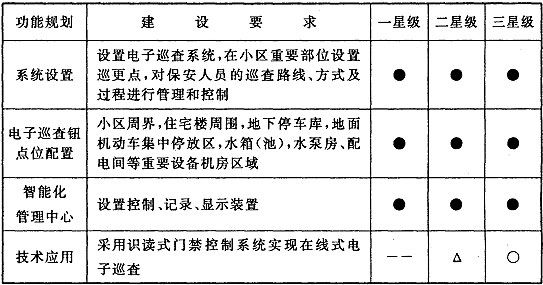 功能规划 建设要求 一星级 二星级 三星级
设置电子巡查系统,在小区重要部位设置
系统设置 巡更点,对保安人员的巡查路线、方式及 ● ● ●
过程进行管理和控制
电子巡查钮 小区周界,住宅楼周围,地下停车库,地面
点位配置 机动车集中停放区,水箱(池),水泵房、配 ● ● ●
电间等重要设备机房区域
智能化
管理中心 设置控制、记录、显示装置 ● ● ●
技术应用 采用识读式门禁控制系统实现在线式电 —— △ ○
子巡查